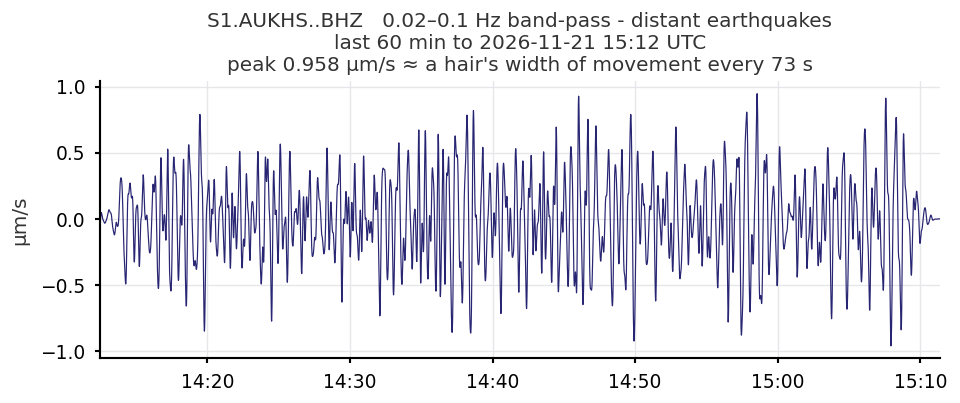 S1.AUKHS..BHZ   0.02–0.1 Hz band-pass - distant earthquakes
last 60 min to 2026-11-21 15:12 UTC
peak 0.958 µm/s ≈ a hair's width of movement every 73 s
1.0
0.5
0.0
−0.5
−1.0
µm/s
14:20 14:30 14:40 14:50 15:00 15:10